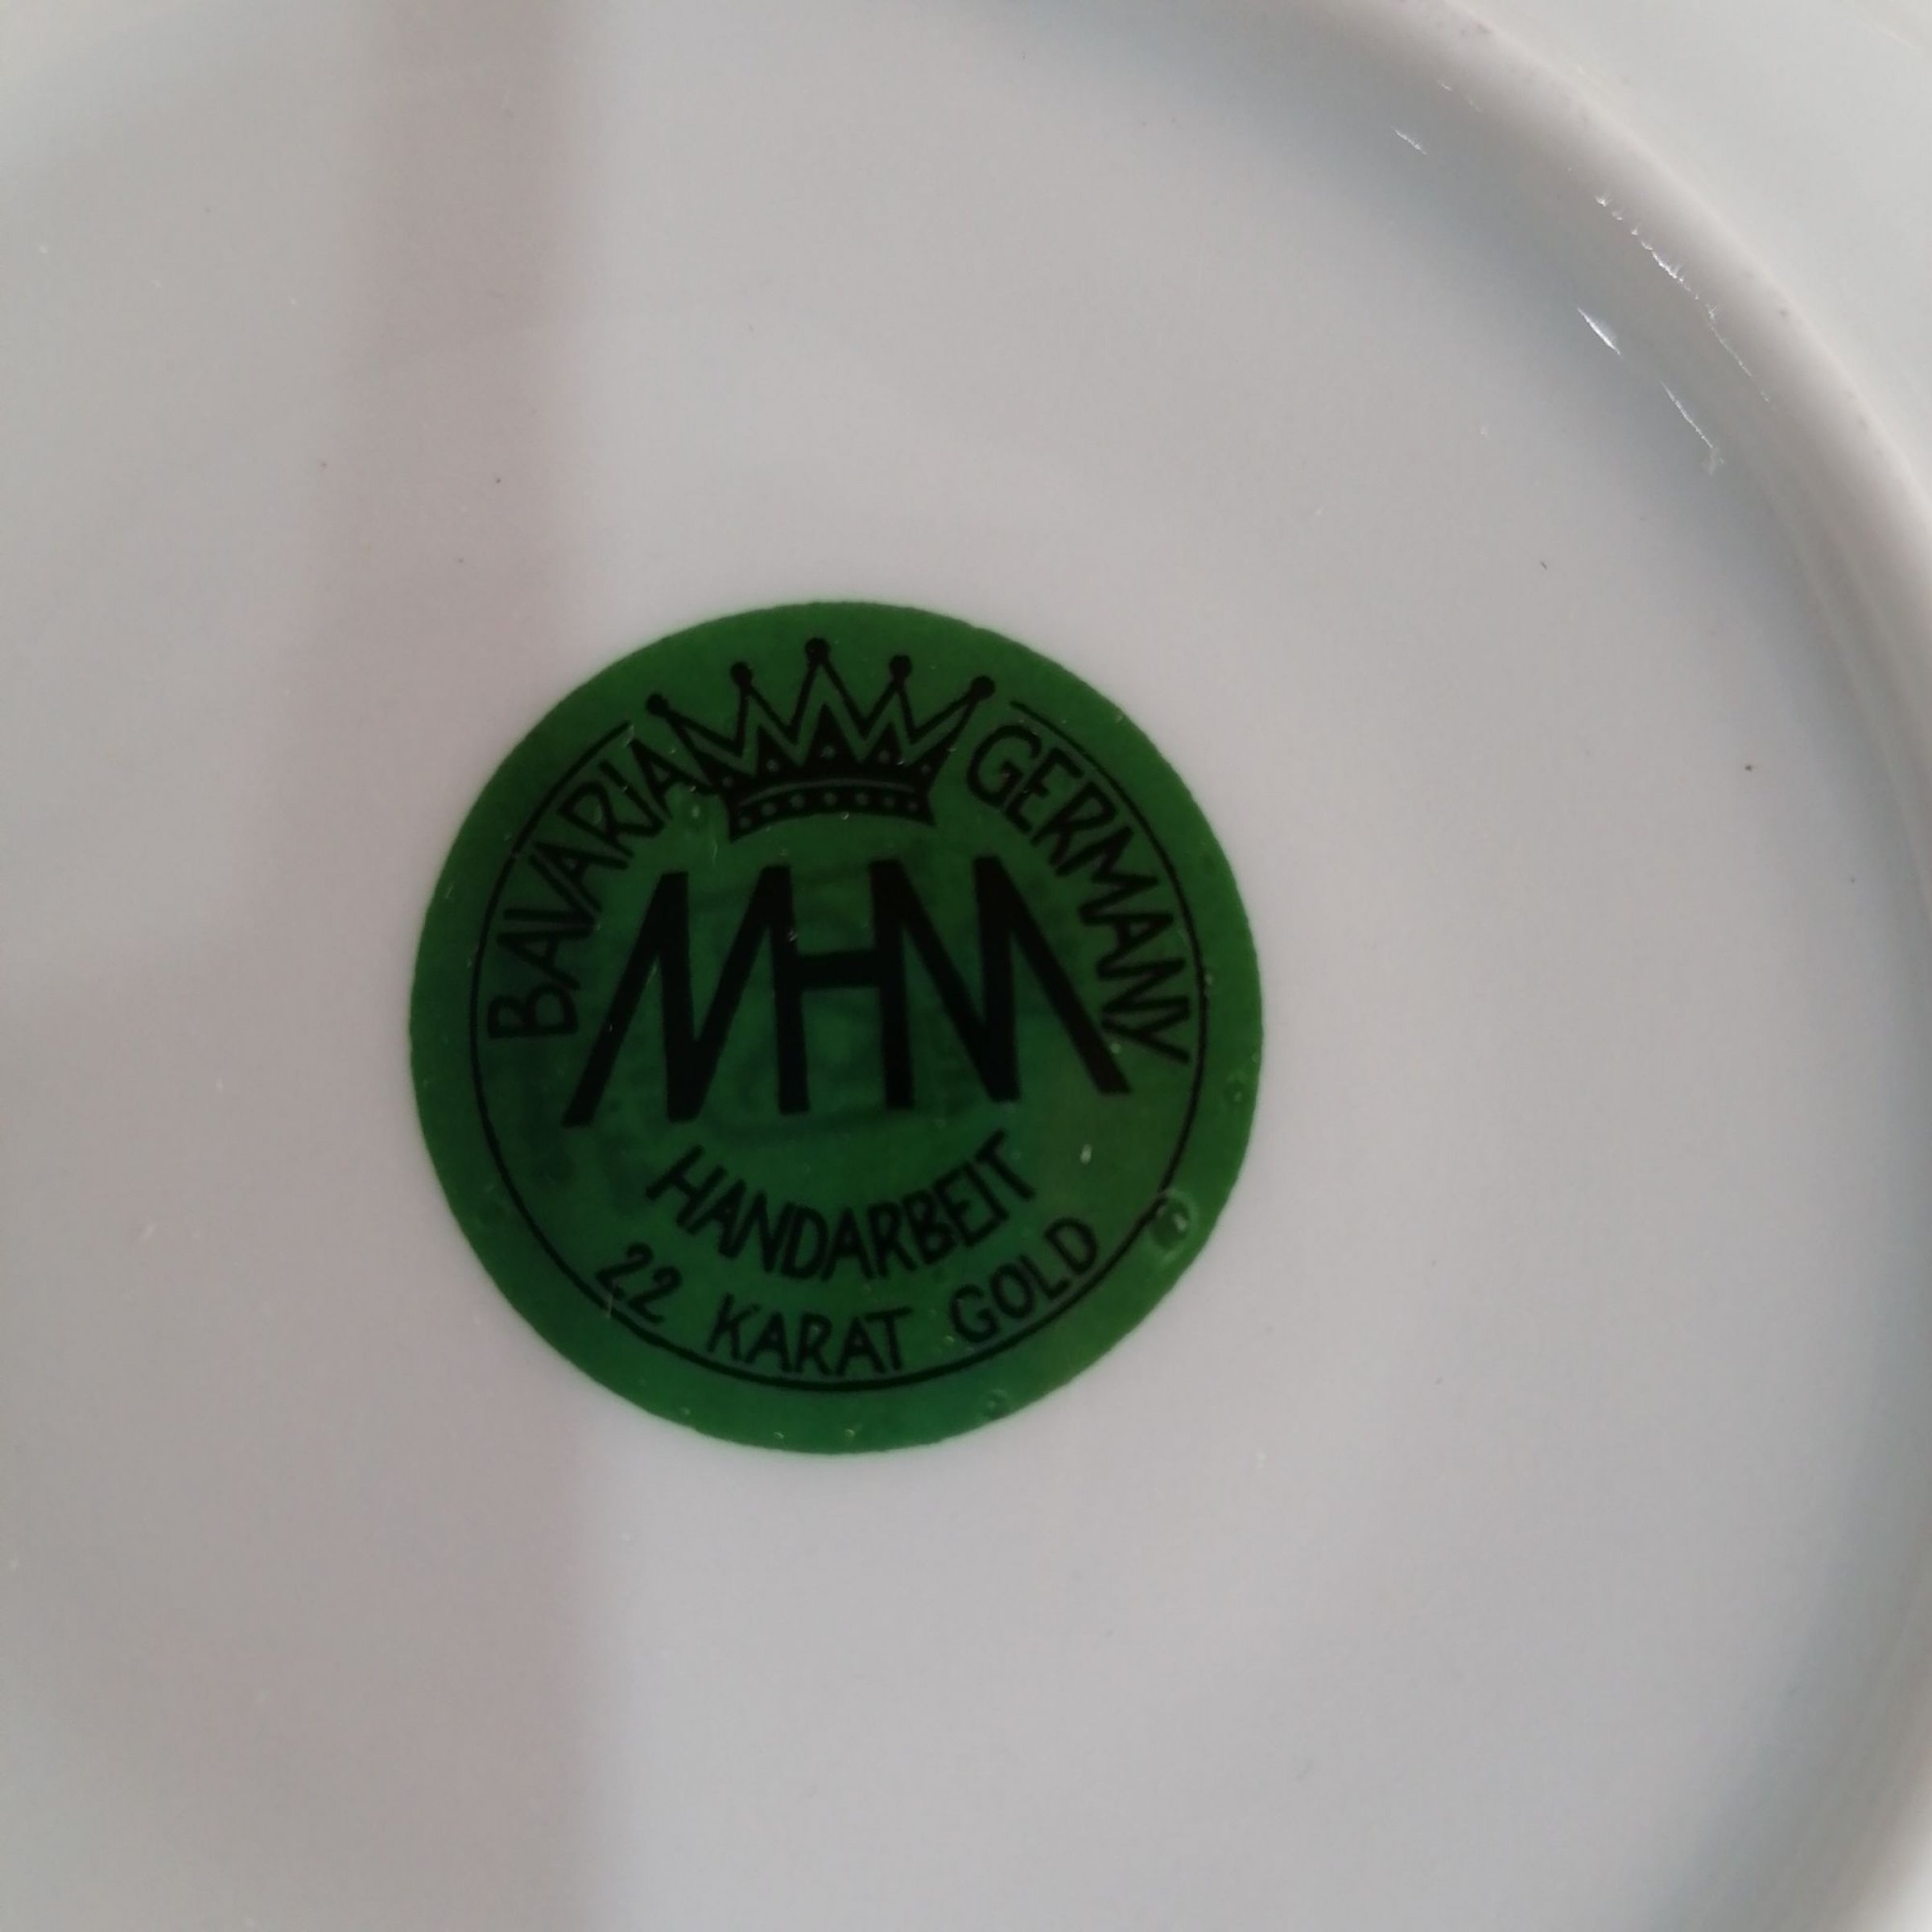 BAVARIA GERMANY
MHM
HANDARBEIT
22 KARAT GOLD